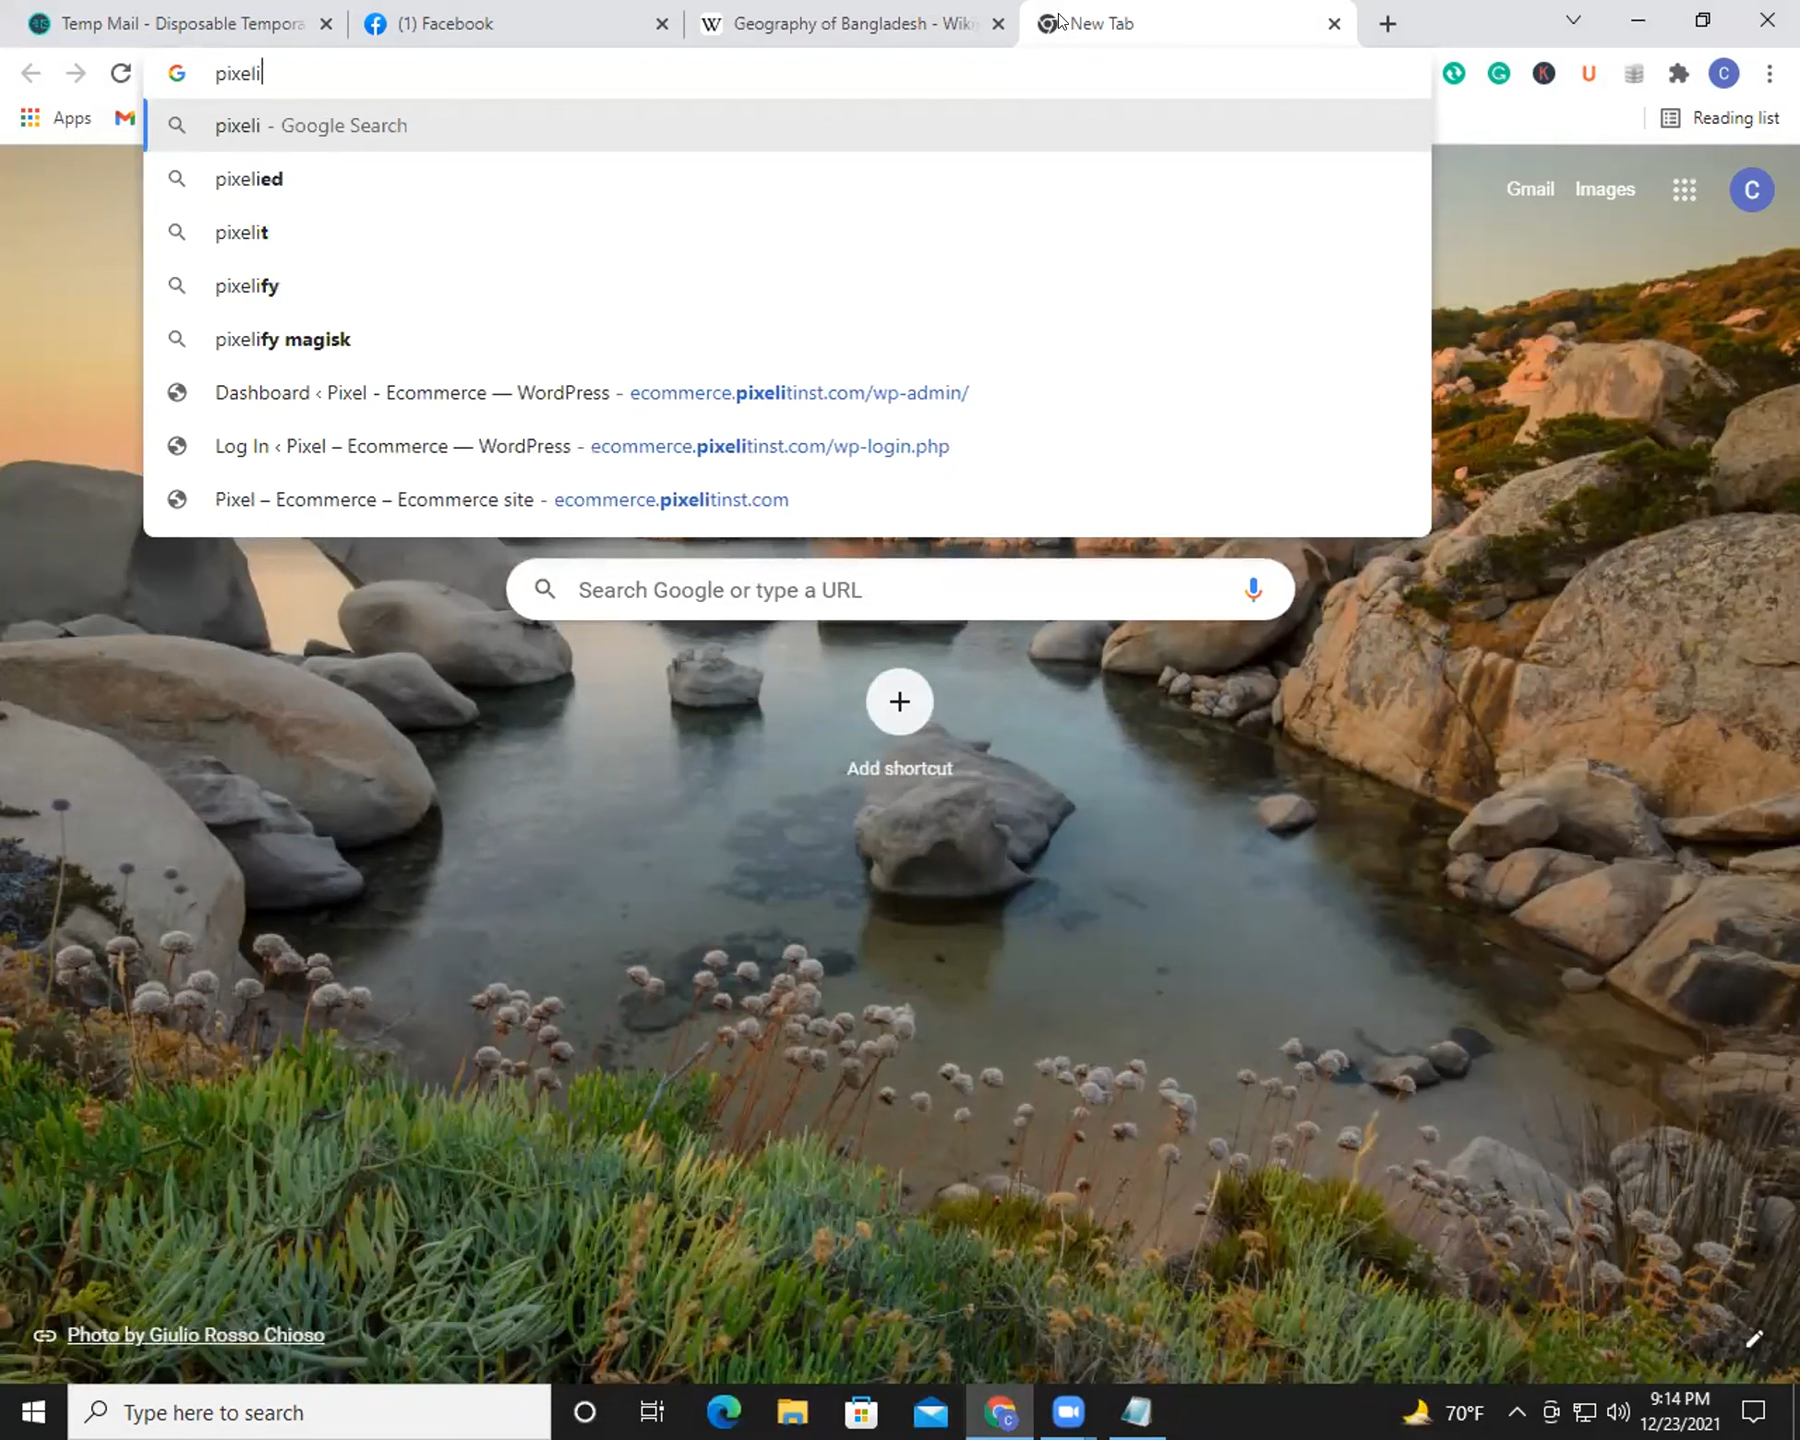 Temp Mail - Disposable Tempora
(1) Facebook
Geography of Bangladesh - Wiki
New Tab
pixeli
Apps
Reading list
pixeli - Google Search
pixelied
pixelit
pixelify
pixelify magisk
Dashboard ‹ Pixel - Ecommerce — WordPress - ecommerce.pixelitinst.com/wp-admin/
Log In ‹ Pixel – Ecommerce — WordPress - ecommerce.pixelitinst.com/wp-login.php
Pixel – Ecommerce – Ecommerce site - ecommerce.pixelitinst.com
Gmail Images
C
Search Google or type a URL
Add shortcut
Photo by Giulio Rosso Chioso
Type here to search
70°F
9:14 PM
12/23/2021